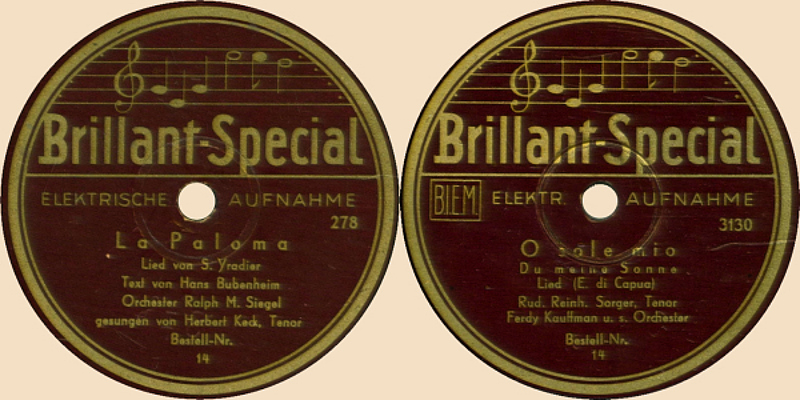 Brillant-Special
ELEKTRISCHE AUFNAHME
278
La Paloma
Lied von S. Yradier
Text von Hans Bubenheim
Orchester Ralph M. Siegel
gesungen von Herbert Keck, Tenor
Bestell-Nr.
14
Brillant-Special
BIEM ELEKTR. AUFNAHME
3130
O sole mio
Du meine Sonne
Lied (E. di Capua)
Rud. Reinh. Sorger, Tenor
Ferdy Kauffman u. s. Orchester
Bestell-Nr.
14